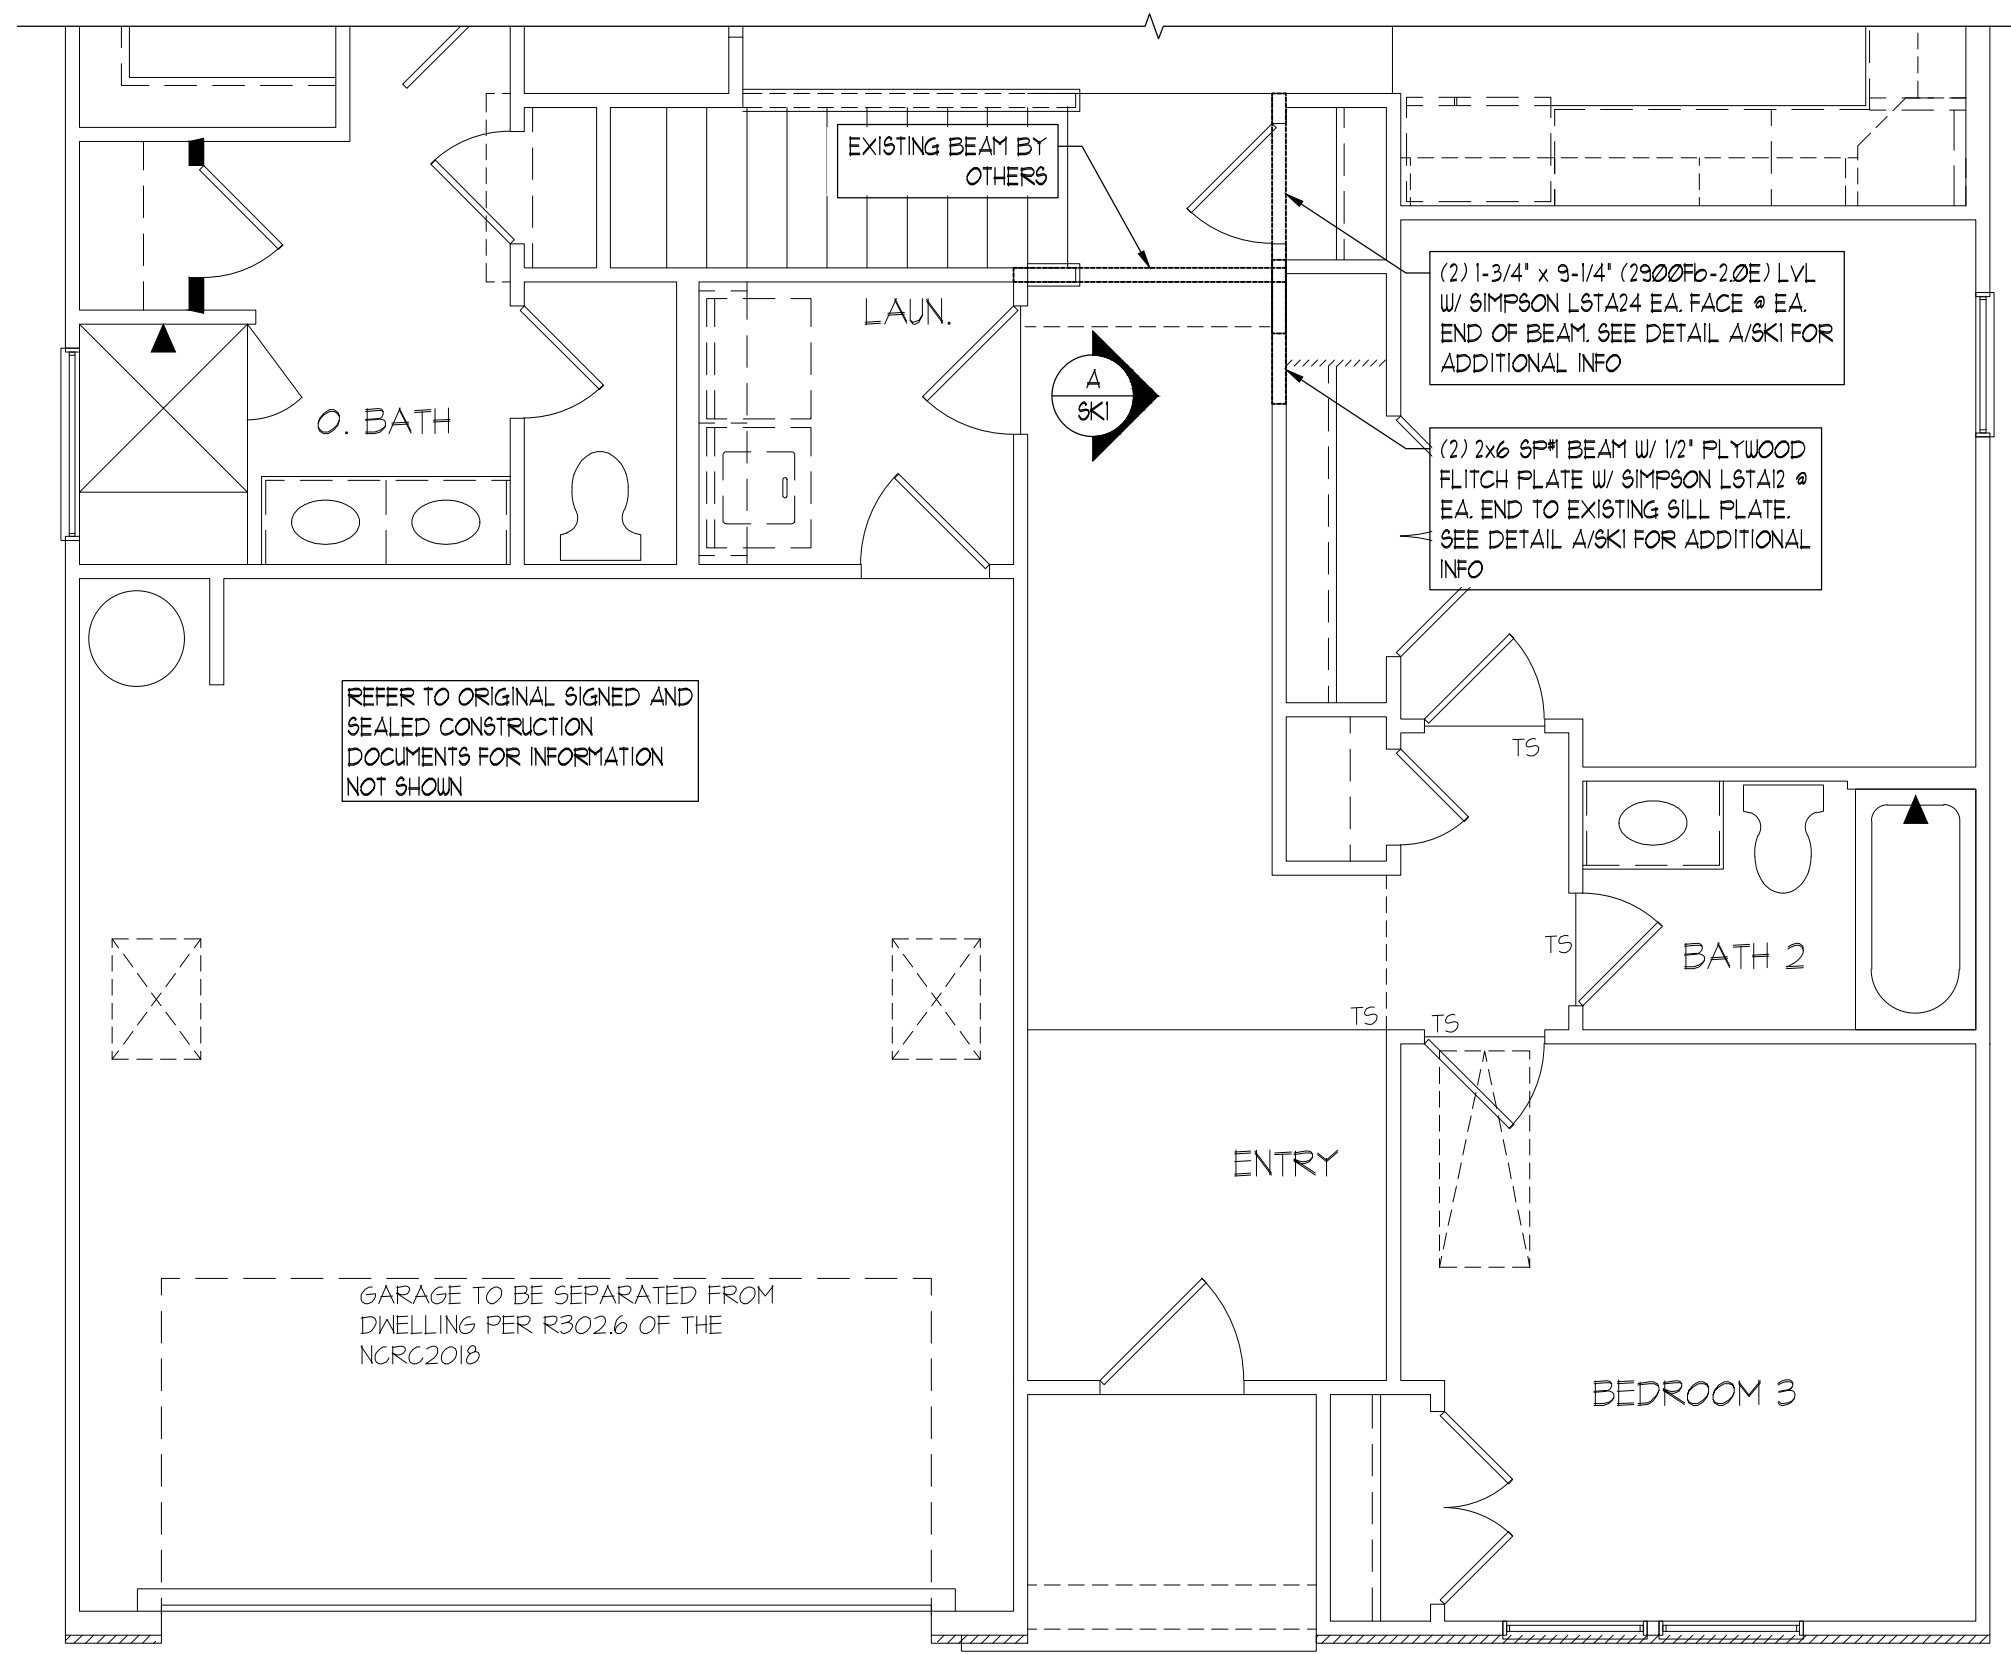 EXISTING BEAM BY
OTHERS
(2) 1-3/4" x 9-1/4" (2900Fb-2.0E) LVL
W/ SIMPSON LSTA24 EA. FACE @ EA.
END OF BEAM. SEE DETAIL A/SK1 FOR
ADDITIONAL INFO
LAUN.
A
SK1
O. BATH
(2) 2x6 SP#1 BEAM W/ 1/2" PLYWOOD
FLITCH PLATE W/ SIMPSON LSTA12 @
EA. END TO EXISTING SILL PLATE.
SEE DETAIL A/SK1 FOR ADDITIONAL
INFO
REFER TO ORIGINAL SIGNED AND
SEALED CONSTRUCTION
DOCUMENTS FOR INFORMATION
NOT SHOWN
TS
TS
BATH 2
TS
TS
ENTRY
GARAGE TO BE SEPARATED FROM
DWELLING PER R302.6 OF THE
NCRC2018
BEDROOM 3